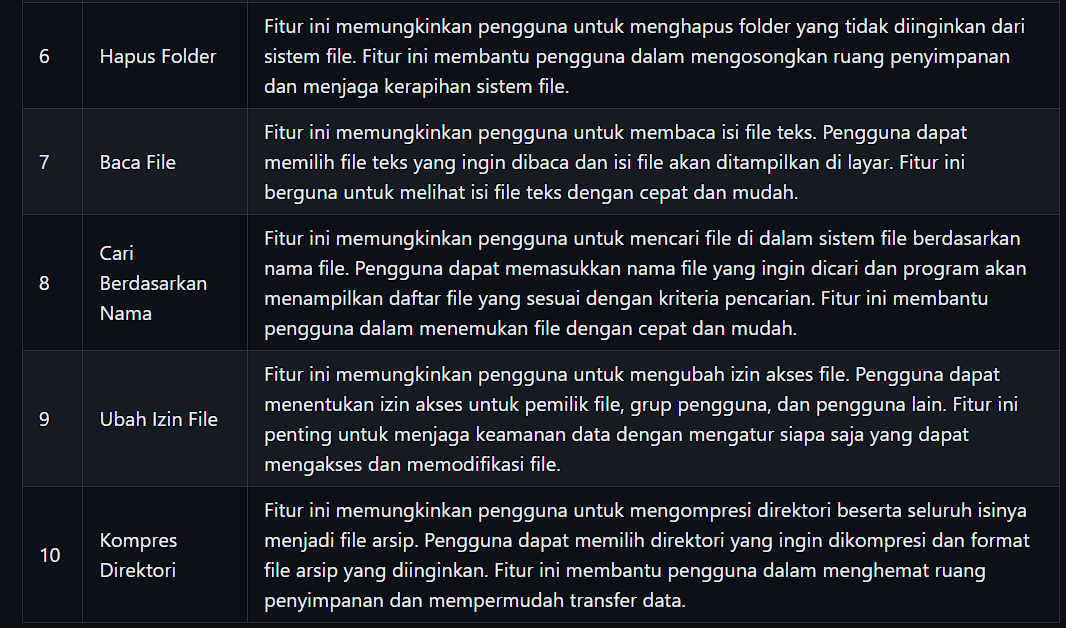 6
Hapus Folder
Fitur ini memungkinkan pengguna untuk menghapus folder yang tidak diinginkan dari
sistem file. Fitur ini membantu pengguna dalam mengosongkan ruang penyimpanan
dan menjaga kerapihan sistem file.
7
Baca File
Fitur ini memungkinkan pengguna untuk membaca isi file teks. Pengguna dapat
memilih file teks yang ingin dibaca dan isi file akan ditampilkan di layar. Fitur ini
berguna untuk melihat isi file teks dengan cepat dan mudah.
8
Cari
Berdasarkan
Nama
Fitur ini memungkinkan pengguna untuk mencari file di dalam sistem file berdasarkan
nama file. Pengguna dapat memasukkan nama file yang ingin dicari dan program akan
menampilkan daftar file yang sesuai dengan kriteria pencarian. Fitur ini membantu
pengguna dalam menemukan file dengan cepat dan mudah.
9
Ubah Izin File
Fitur ini memungkinkan pengguna untuk mengubah izin akses file. Pengguna dapat
menentukan izin akses untuk pemilik file, grup pengguna, dan pengguna lain. Fitur ini
penting untuk menjaga keamanan data dengan mengatur siapa saja yang dapat
mengakses dan memodifikasi file.
10
Kompres
Direktori
Fitur ini memungkinkan pengguna untuk mengompresi direktori beserta seluruh isinya
menjadi file arsip. Pengguna dapat memilih direktori yang ingin dikompresi dan format
file arsip yang diinginkan. Fitur ini membantu pengguna dalam menghemat ruang
penyimpanan dan mempermudah transfer data.